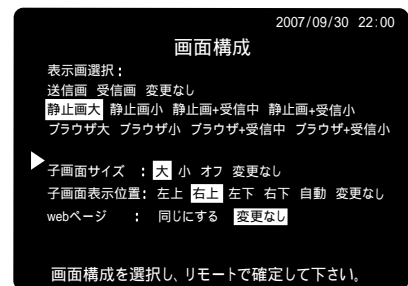 2007/09/30 22:00
画面構成
表示画選択：
送信画 受信画 変更なし
静止画大 静止画小 静止画+受信中 静止画+受信小
ブラウザ大 ブラウザ小 ブラウザ+受信中 ブラウザ+受信小
子画面サイズ ： 大 小 オフ 変更なし
子画面表示位置： 左上 右上 左下 右下 自動 変更なし
webページ ： 同じにする 変更なし
画面構成を選択し、リモートで確定して下さい。